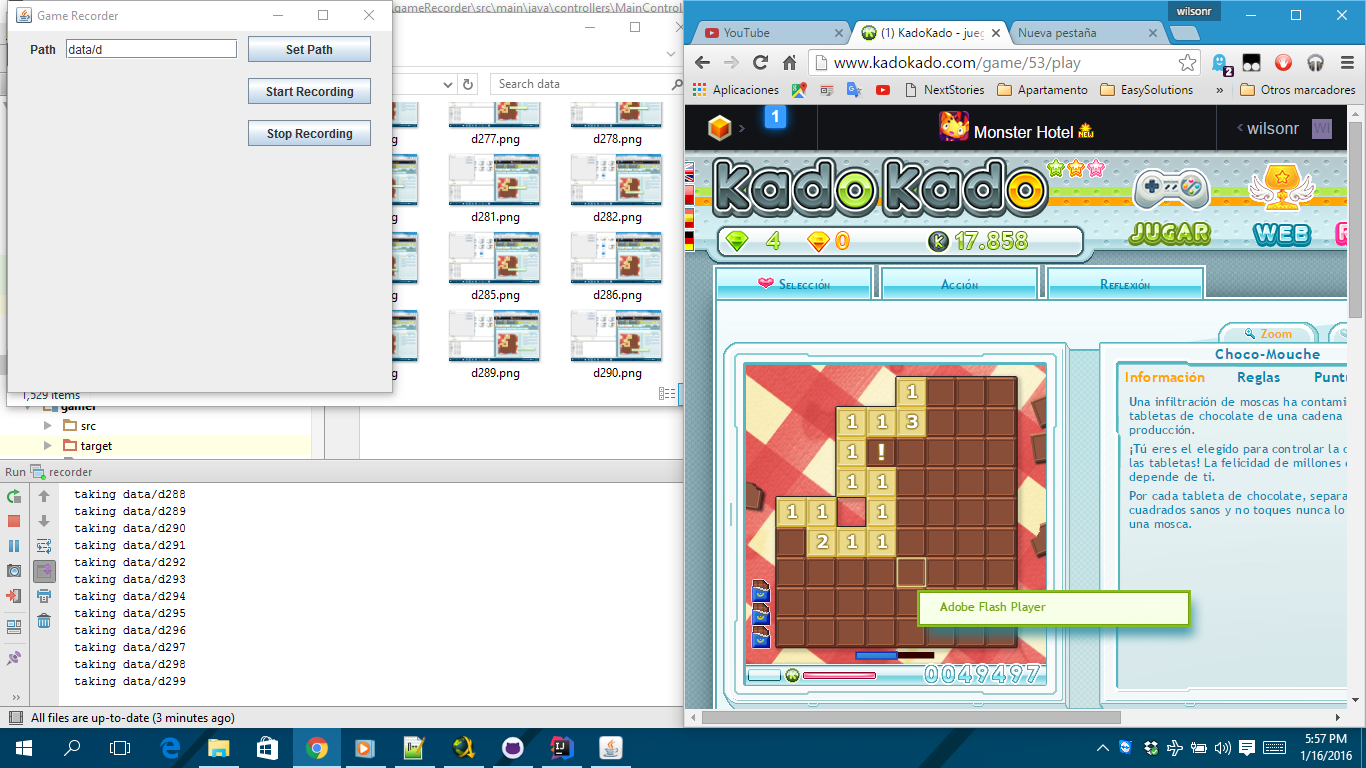 Game Recorder
Path data/d Set Path
Start Recording
Stop Recording
.gameRecorder\src\main\java\controllers\MainControl
Search data
d277.png d278.png
d281.png d282.png
d285.png d286.png
d289.png d290.png
1,529 items
gamer
src
target
Run recorder
taking data/d288
taking data/d289
taking data/d290
taking data/d291
taking data/d292
taking data/d293
taking data/d294
taking data/d295
taking data/d296
taking data/d297
taking data/d298
taking data/d299
All files are up-to-date (3 minutes ago)
wilsonr
YouTube (1) KadoKado - jueg Nueva pestaña
www.kadokado.com/game/53/play
2
Aplicaciones NextStories Apartamento EasySolutions » Otros marcadores
1 Monster Hotel NEW wilsonr WI
KadoKado
4 0 K 17.858
JUGAR WEB
Selección Acción Reflexión
Zoom
Choco-Mouche
Información Reglas Puntu
Una infiltración de moscas ha contami
tabletas de chocolate de una cadena
producción.
¡Tú eres el elegido para controlar la c
las tabletas! La felicidad de millones
depende de ti.
Por cada tableta de chocolate, separa
cuadrados sanos y no toques nunca lo
una mosca.
1
1 1 3
1 !
1 1
1 1 1
2 1 1
Adobe Flash Player
0049497
5:57 PM
1/16/2016